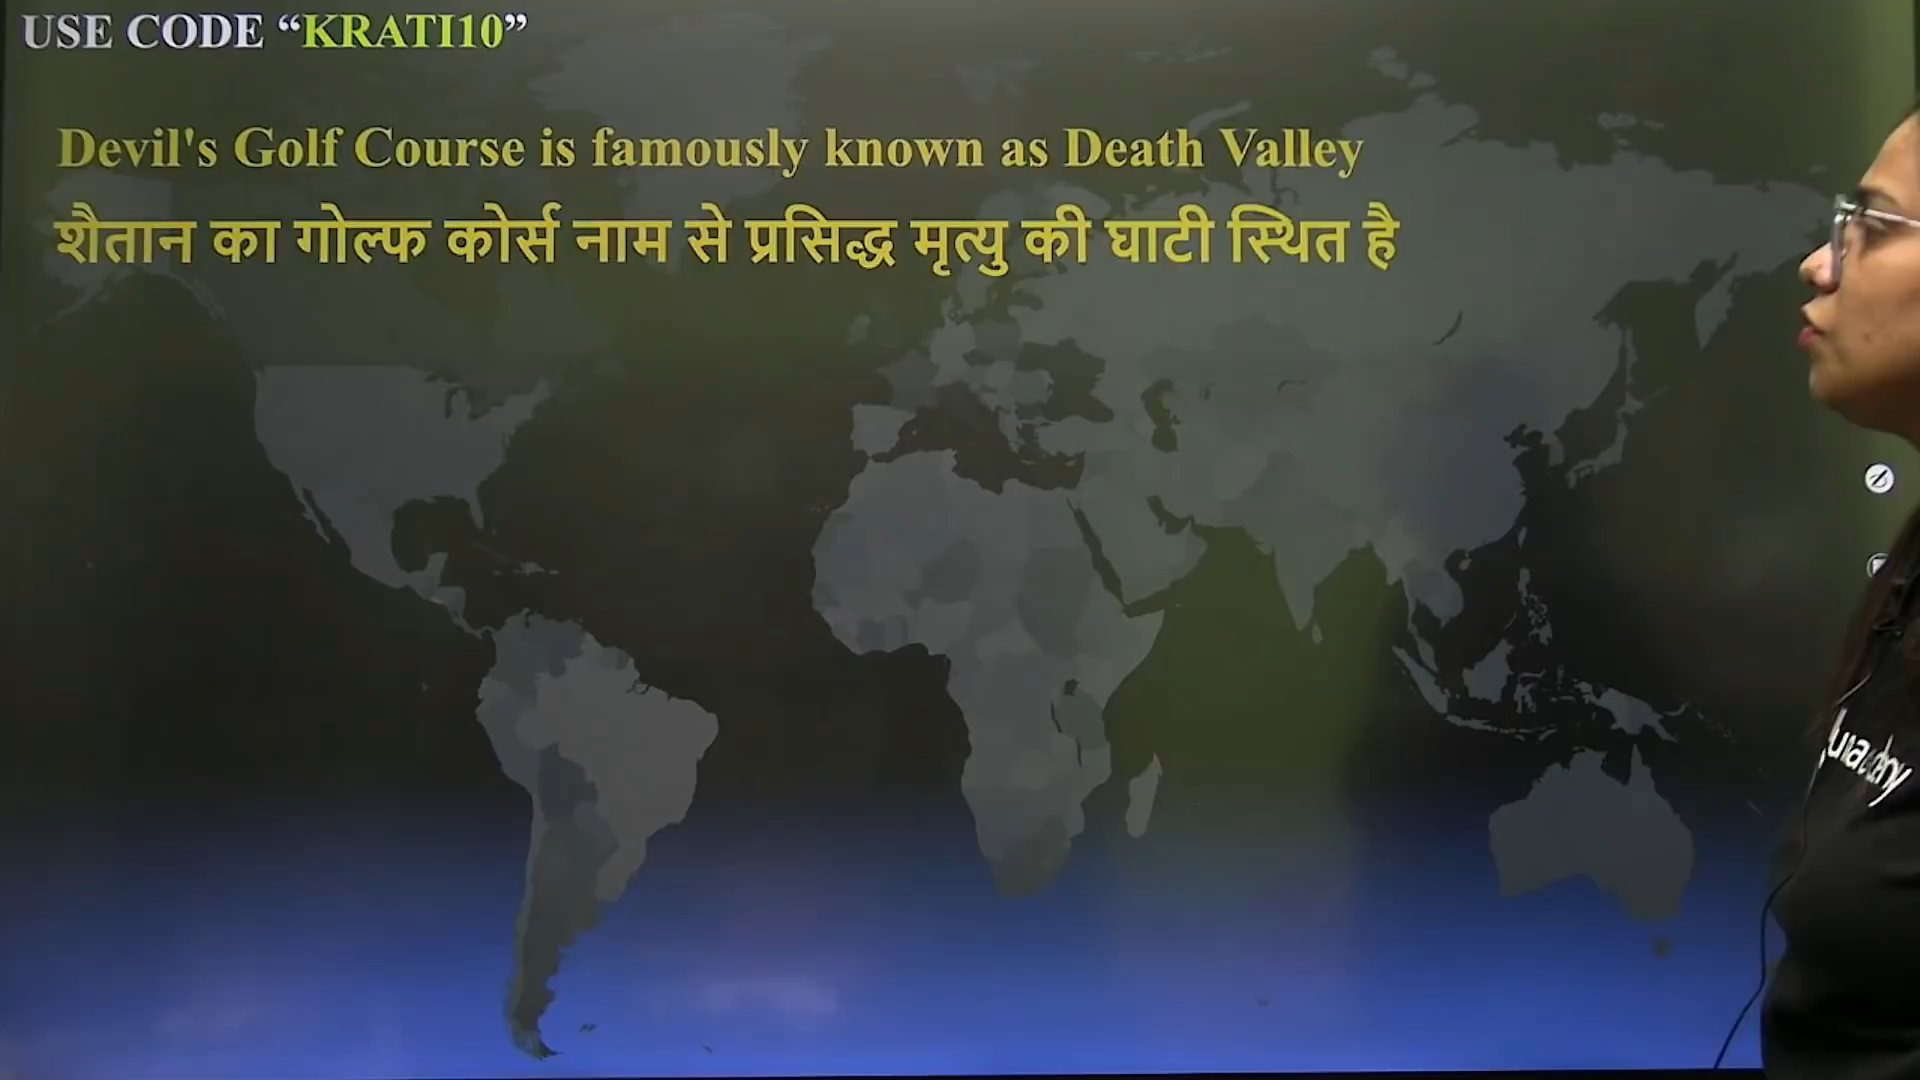 USE CODE “KRATI10”
Devil's Golf Course is famously known as Death Valley
शैतान का गोल्फ कोर्स नाम से प्रसिद्ध मृत्यु की घाटी स्थित है